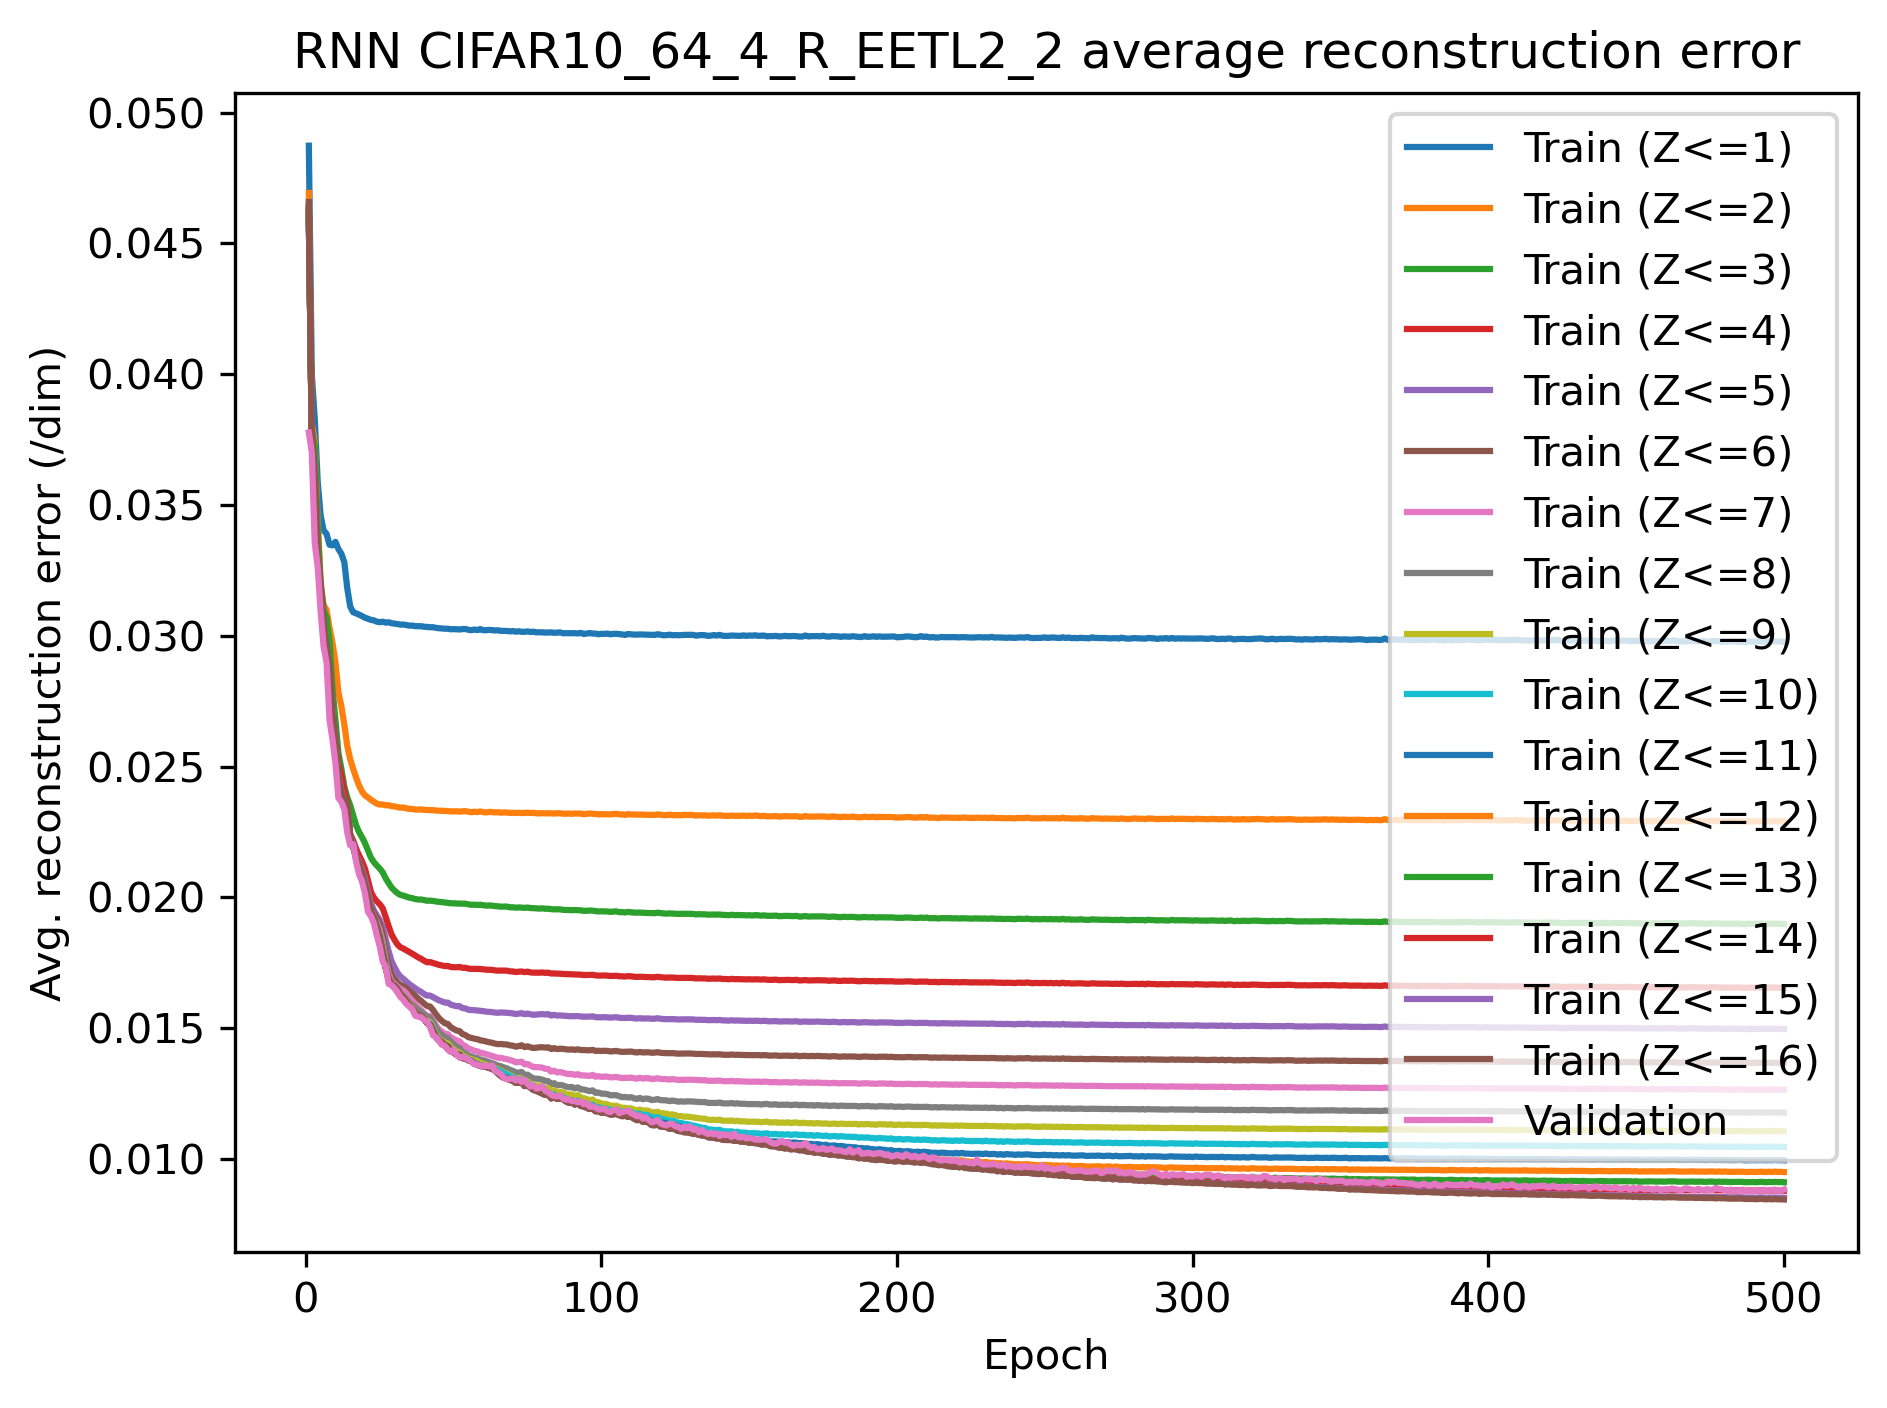 RNN CIFAR10_64_4_R_EETL2_2 average reconstruction error
Avg. reconstruction error (/dim)
0.050
0.045
0.040
0.035
0.030
0.025
0.020
0.015
0.010
Train (Z<=1)
Train (Z<=2)
Train (Z<=3)
Train (Z<=4)
Train (Z<=5)
Train (Z<=6)
Train (Z<=7)
Train (Z<=8)
Train (Z<=9)
Train (Z<=10)
Train (Z<=11)
Train (Z<=12)
Train (Z<=13)
Train (Z<=14)
Train (Z<=15)
Train (Z<=16)
Validation
0 100 200 300 400 500
Epoch